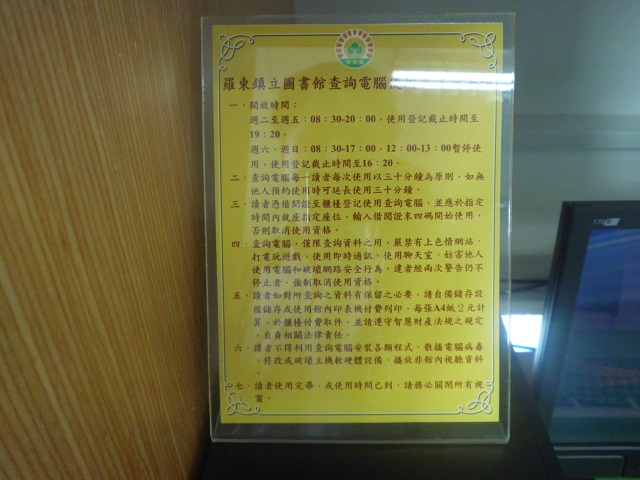 羅東鎮立圖書館查詢電腦
一、開放時間：
週二至週五：08：30-20：00，使用登記截止時間至
19：20。
週六、週日：08：30-17：00，12：00-13：00暫停使
用，使用登記截止時間至16：20。
二、查詢電腦每一讀者每次使用以三十分鐘為原則，如無
他人預約使用時可延長使用三十分鐘。
三、讀者憑借閱證至櫃檯登記使用查詢電腦，並應於指定
時間內就座指定座位，輸入借閱證末四碼開始使用，
否則取消使用資格。
四、查詢電腦，僅限查詢資料之用，嚴禁有上色情網站、
打電玩遊戲、使用即時通訊、使用聊天室、妨害他人
使用電腦和破壞網路安全行為，違者經兩次警告仍不
停止者，強制取消使用資格。
五、讀者如對所查詢之資料有保留之必要，請自備儲存設
備儲存或使用館內印表機付費列印，每張A4紙2元計
算，於櫃檯付費取件，並請遵守智慧財產法規之規定
，自負相關法律責任。
六、讀者不得利用查詢電腦安裝各類程式、散播電腦病毒
、修改或破壞主機軟硬體設備、播放非館內視聽資料
。
七、讀者使用完畢，或使用時間已到，請務必關閉所有視
窗。